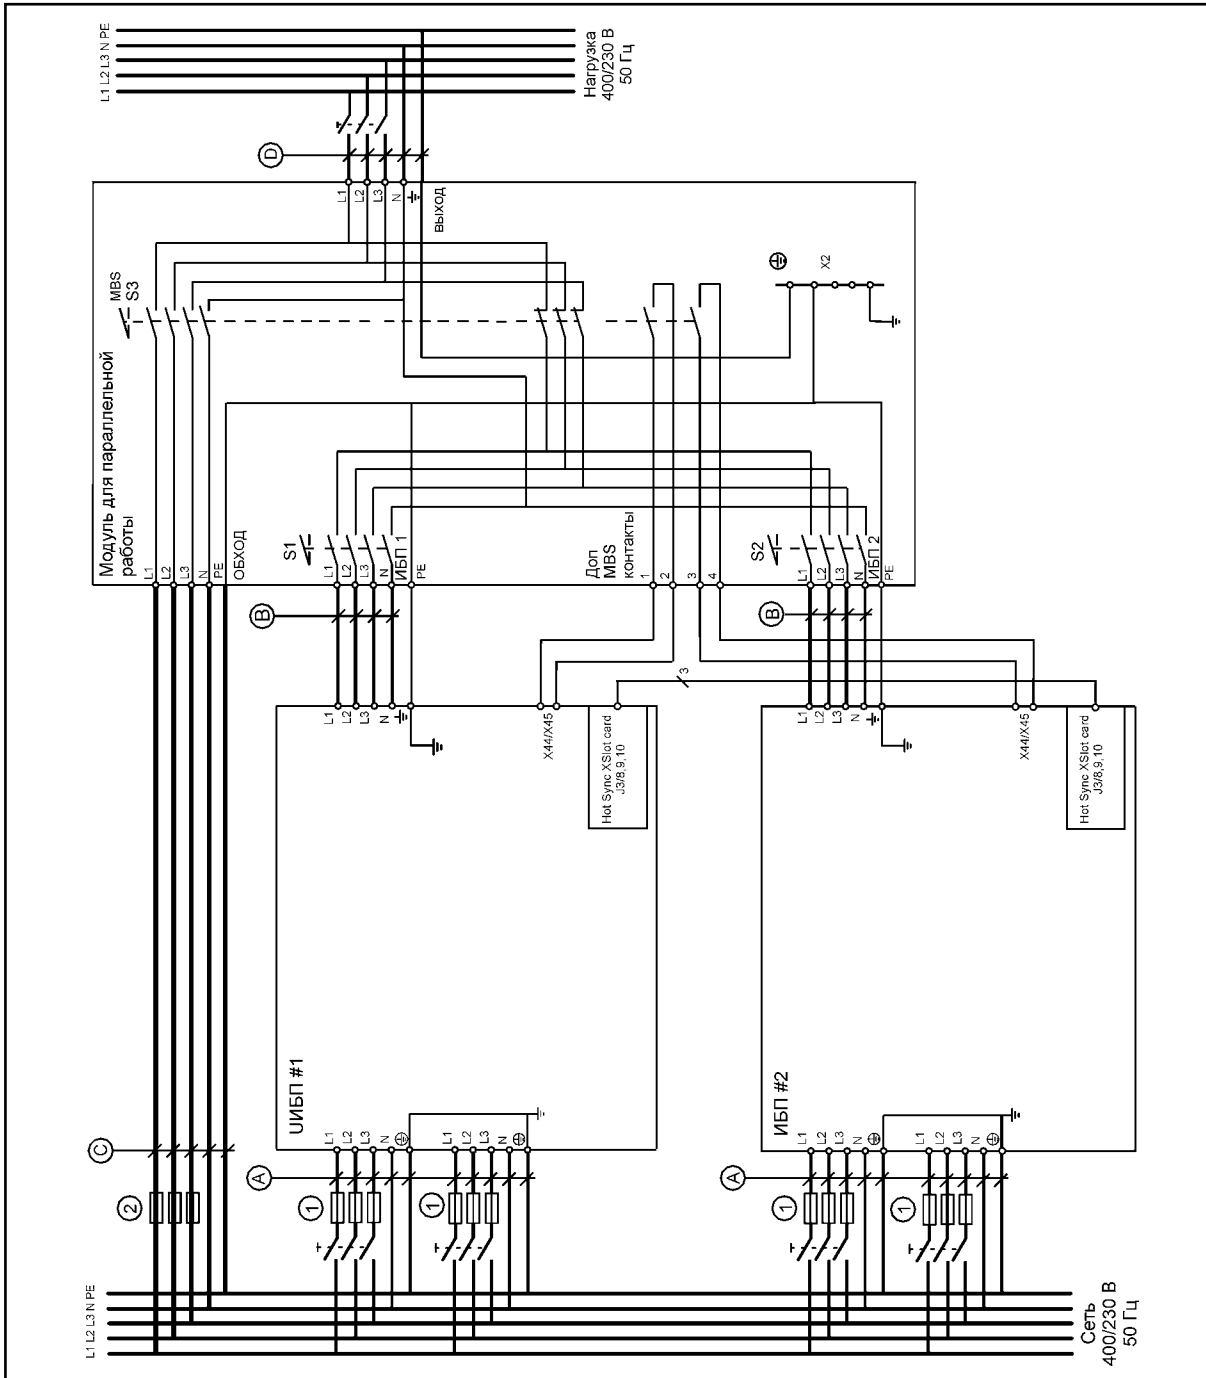 L1 L2 L3 N PE
Нагрузка
400/230 В
50 Гц
D
L1
L2
L3
N
ВЫХОД
MBS
S3
X2
Модуль для параллельной
работы
L1
L2
L3
N
PE
ОБХОД
S1
L1
L2
L3
N
ИБП 1
PE
Доп
MBS
контакты
1
2
3
4
S2
L1
L2
L3
N
ИБП 2
PE
B
B
3
L1
L2
L3
N
X44/X45
Hot Sync XSlot card
J3/8,9,10
L1
L2
L3
N
X44/X45
Hot Sync XSlot card
J3/8,9,10
UИБП #1
ИБП #2
L1
L2
L3
N
L1
L2
L3
N
L1
L2
L3
N
L1
L2
L3
N
C
A
A
2
1
1
1
1
L1 L2 L3 N PE
Сеть
400/230 В
50 Гц